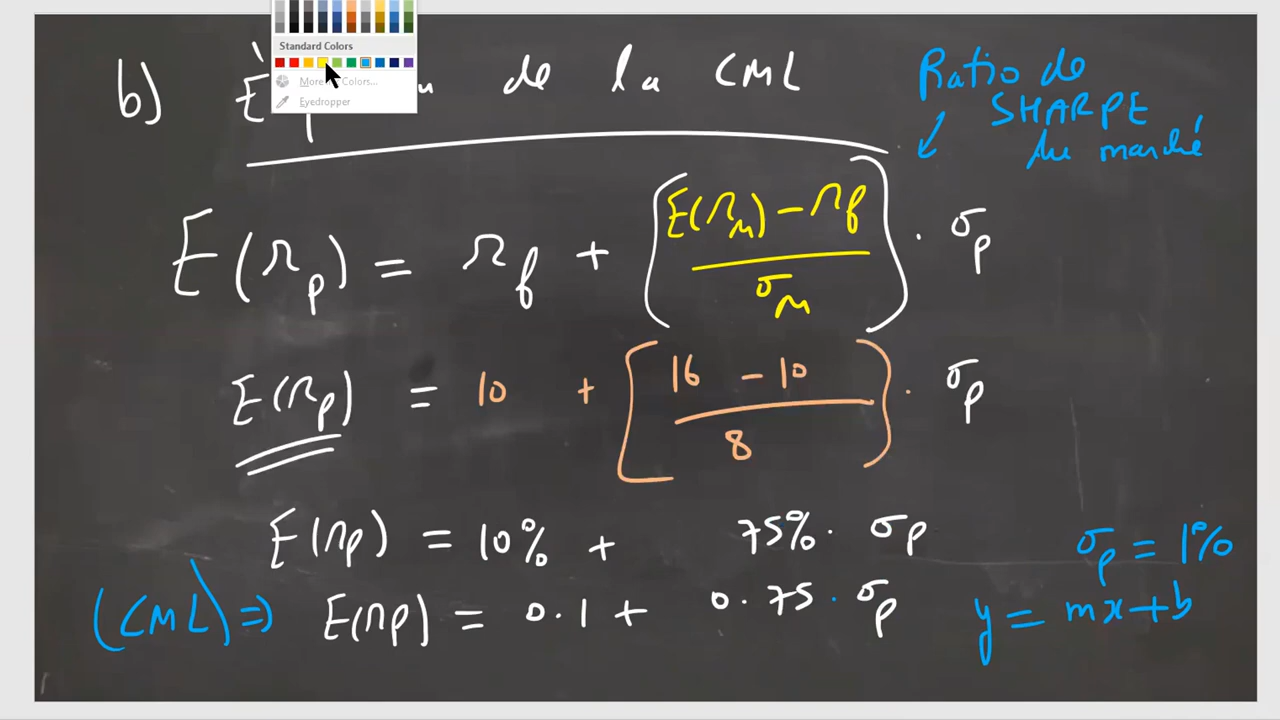 Standard Colors
Colors...
Eyedropper
b) de la CML
Ratio de
SHARPE
du marché
E(rp) = rf + [E(rM) - rf / σM] · σp
E(rp) = 10 + [16 - 10 / 8] · σp
E(rp) = 10% + 75% · σp
σp = 1%
(CML) ⇒ E(rp) = 0.1 + 0.75 · σp
y = mx + b